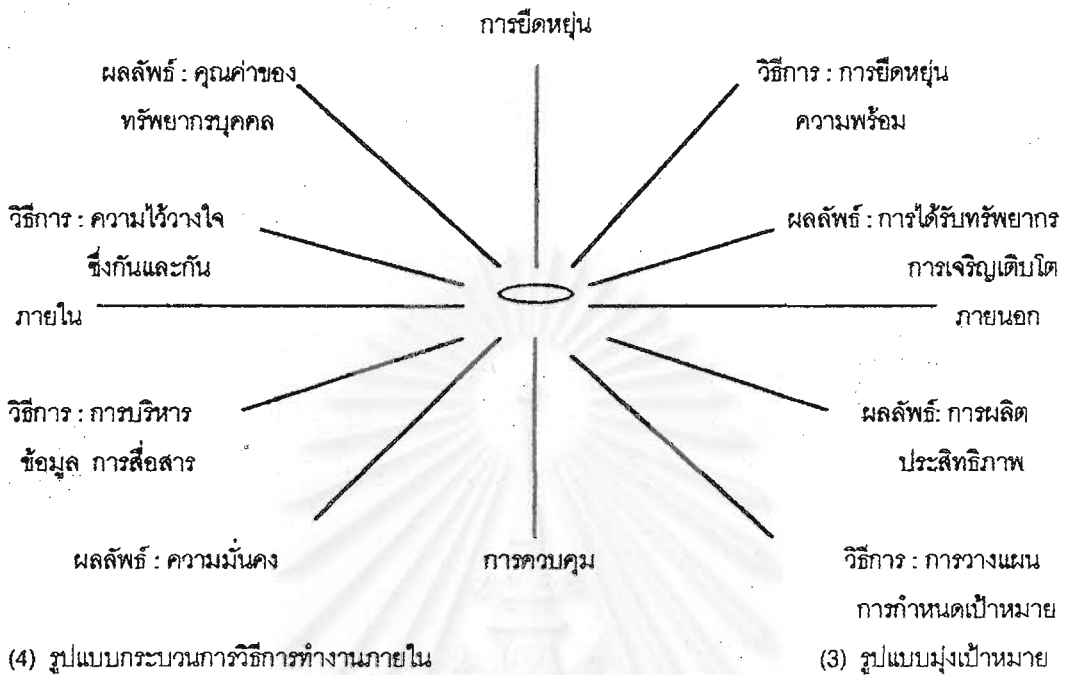 การยืดหยุ่น
ผลลัพธ์ : คุณค่าของ
ทรัพยากรบุคคล
วิธีการ : การยืดหยุ่น
ความพร้อม
วิธีการ : ความไว้วางใจ
ซึ่งกันและกัน
ผลลัพธ์ : การได้รับทรัพยากร
การเจริญเติบโต
ภายใน
ภายนอก
วิธีการ : การบริหาร
ข้อมูล การสื่อสาร
ผลลัพธ์: การผลิต
ประสิทธิภาพ
ผลลัพธ์ : ความมั่นคง
การควบคุม
วิธีการ : การวางแผน
การกำหนดเป้าหมาย
(4) รูปแบบกระบวนการวิธีการทำงานภายใน
(3) รูปแบบมุ่งเป้าหมาย